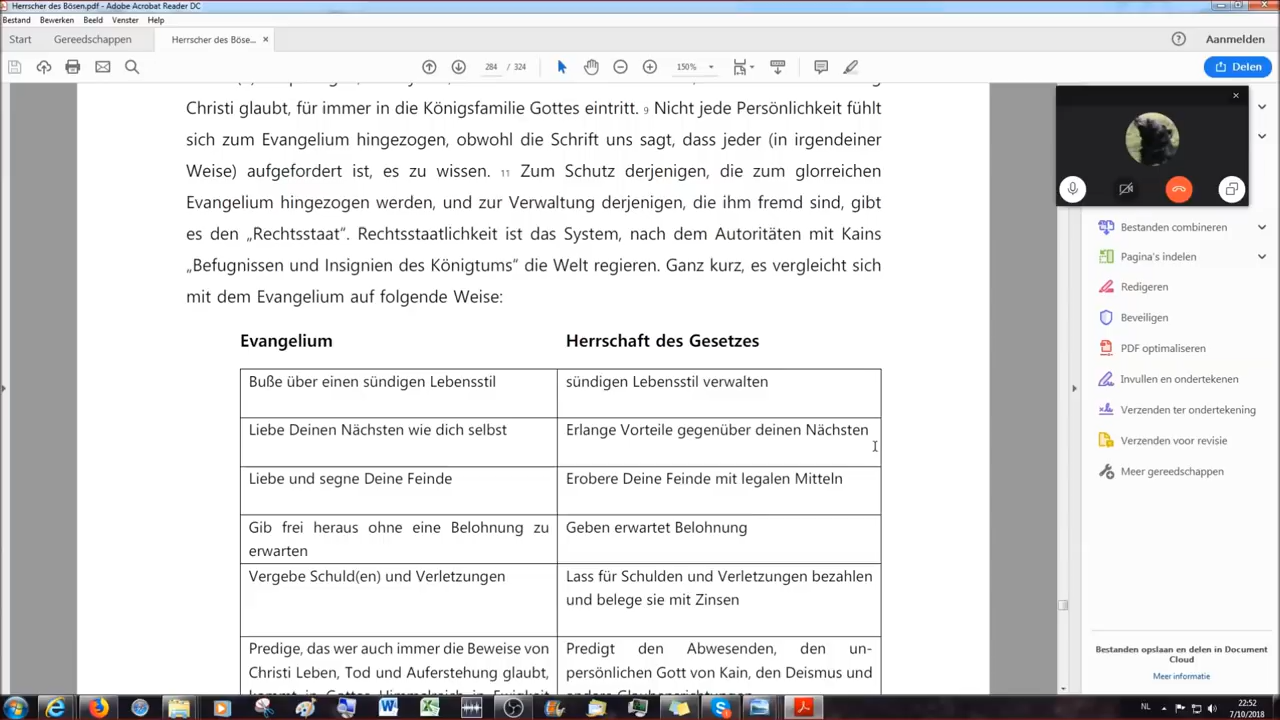 Herrscher des Bösen.pdf - Adobe Acrobat Reader DC
Bestand Bewerken Beeld Venster Help
Start Gereedschappen Herrscher des Böse... × Aanmelden
284 / 324 150% Delen
Christi glaubt, für immer in die Königsfamilie Gottes eintritt. 9 Nicht jede Persönlichkeit fühlt
sich zum Evangelium hingezogen, obwohl die Schrift uns sagt, dass jeder (in irgendeiner
Weise) aufgefordert ist, es zu wissen. 11 Zum Schutz derjenigen, die zum glorreichen
Evangelium hingezogen werden, und zur Verwaltung derjenigen, die ihm fremd sind, gibt
es den „Rechtsstaat“. Rechtsstaatlichkeit ist das System, nach dem Autoritäten mit Kains
„Befugnissen und Insignien des Königtums“ die Welt regieren. Ganz kurz, es vergleicht sich
mit dem Evangelium auf folgende Weise:
Evangelium Herrschaft des Gesetzes
Buße über einen sündigen Lebensstil
sündigen Lebensstil verwalten
Liebe Deinen Nächsten wie dich selbst
Erlange Vorteile gegenüber deinen Nächsten
Liebe und segne Deine Feinde
Erobere Deine Feinde mit legalen Mitteln
Gib frei heraus ohne eine Belohnung zu
erwarten
Geben erwartet Belohnung
Vergebe Schuld(en) und Verletzungen
Lass für Schulden und Verletzungen bezahlen
und belege sie mit Zinsen
Predige, das wer auch immer die Beweise von
Christi Leben, Tod und Auferstehung glaubt,
Predigt den Abwesenden, den un-
persönlichen Gott von Kain, den Deismus und
Bestanden combineren
Pagina's indelen
Redigeren
Beveiligen
PDF optimaliseren
Invullen en ondertekenen
Verzenden ter ondertekening
Verzenden voor revisie
Meer gereedschappen
Bestanden opslaan en delen in Document
Cloud
Meer informatie
NL
22:52
7/10/2018